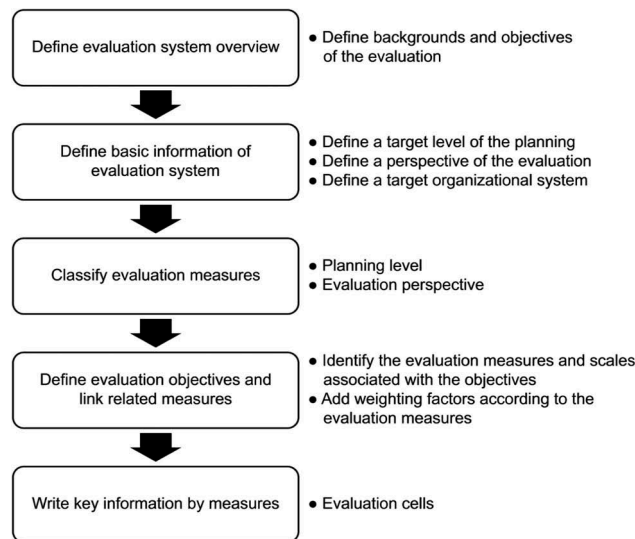 Define evaluation system overview
● Define backgrounds and objectives
of the evaluation
Define basic information of
evaluation system
● Define a target level of the planning
● Define a perspective of the evaluation
● Define a target organizational system
Classify evaluation measures
● Planning level
● Evaluation perspective
Define evaluation objectives and
link related measures
● Identify the evaluation measures and scales
associated with the objectives
● Add weighting factors according to the
evaluation measures
Write key information by measures
● Evaluation cells